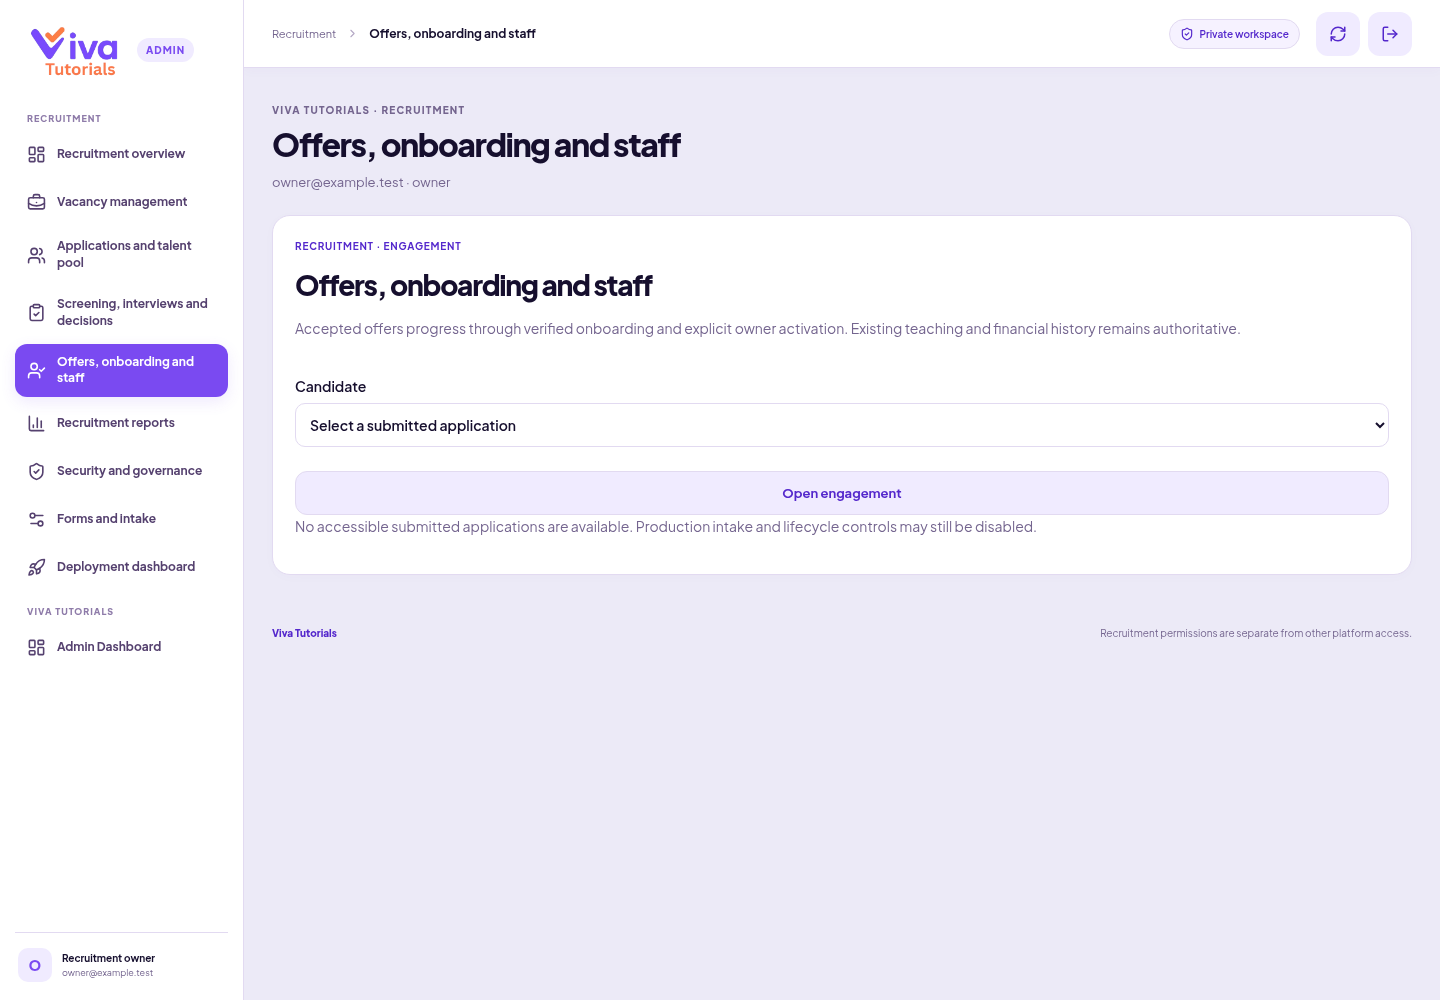 Viva
Tutorials
ADMIN
RECRUITMENT
Recruitment overview
Vacancy management
Applications and talent
pool
Screening, interviews and
decisions
Offers, onboarding and
staff
Recruitment reports
Security and governance
Forms and intake
Deployment dashboard
VIVA TUTORIALS
Admin Dashboard
O
Recruitment owner
owner@example.test
Recruitment
Offers, onboarding and staff
Private workspace
VIVA TUTORIALS · RECRUITMENT
Offers, onboarding and staff
owner@example.test · owner
RECRUITMENT · ENGAGEMENT
Offers, onboarding and staff
Accepted offers progress through verified onboarding and explicit owner activation. Existing teaching and financial history remains authoritative.
Candidate
Select a submitted application
Open engagement
No accessible submitted applications are available. Production intake and lifecycle controls may still be disabled.
Viva Tutorials
Recruitment permissions are separate from other platform access.